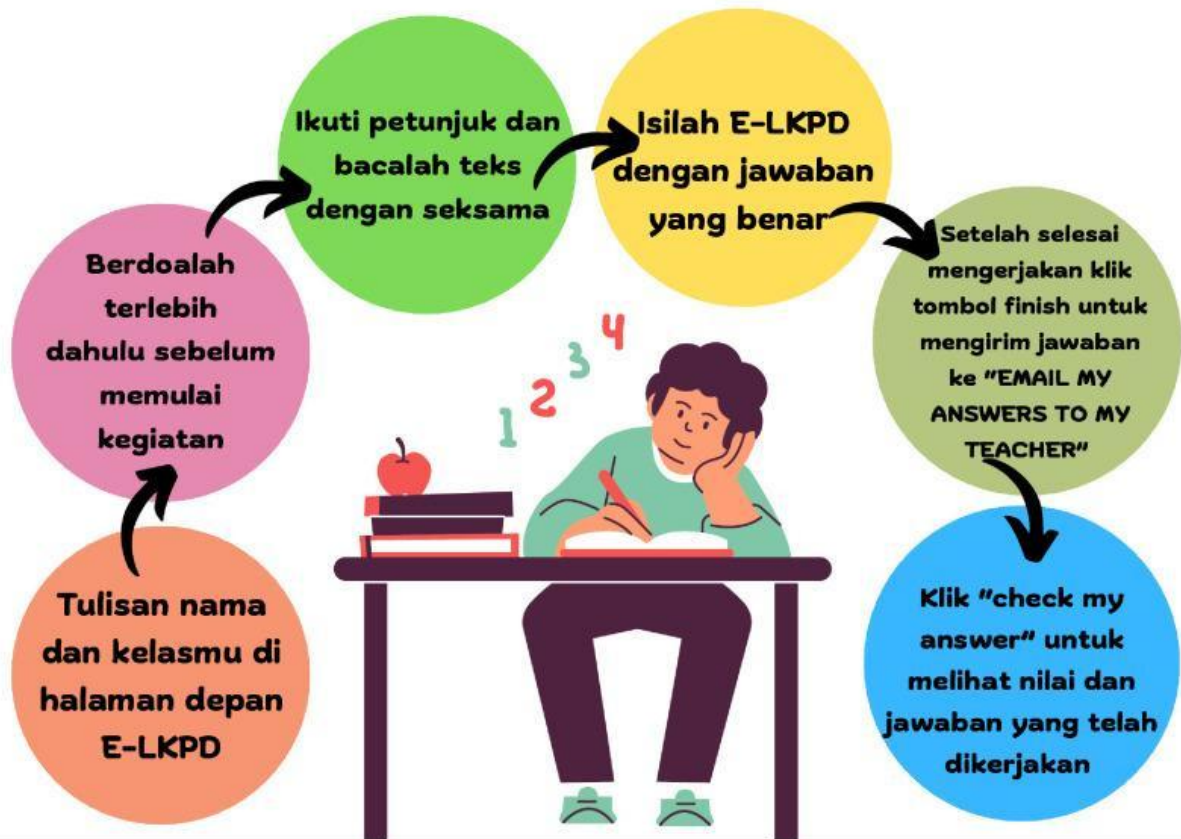 Tulisan nama
dan kelasmu di
halaman depan
E-LKPD
Berdoalah
terlebih
dahulu sebelum
memulai
kegiatan
Ikuti petunjuk dan
bacalah teks
dengan seksama
Isilah E-LKPD
dengan jawaban
yang benar
Setelah selesai
mengerjakan klik
tombol finish untuk
mengirim jawaban
ke "EMAIL MY
ANSWERS TO MY
TEACHER"
Klik "check my
answer" untuk
melihat nilai dan
jawaban yang telah
dikerjakan
1 2 3 4